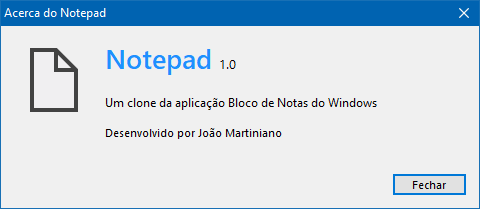 Acerca do Notepad
Notepad 1.0
Um clone da aplicação Bloco de Notas do Windows
Desenvolvido por João Martiniano
Fechar